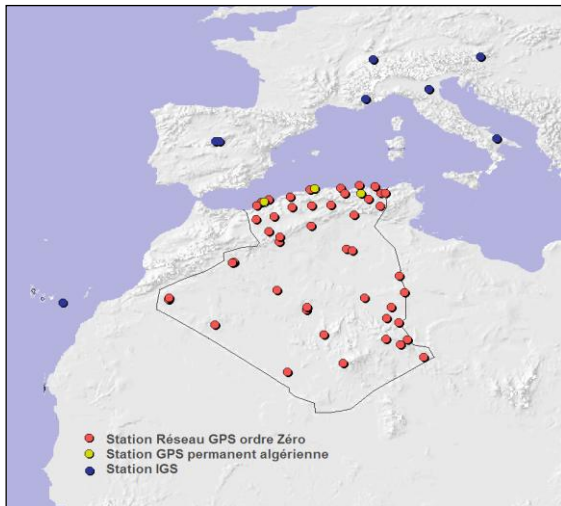 Station Réseau GPS ordre Zéro
Station GPS permanent algérienne
Station IGS